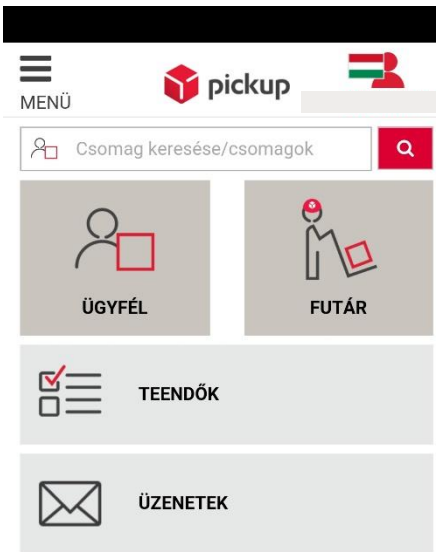 MENÜ
pickup
Csomag keresése/csomagok
ÜGYFÉL
FUTÁR
TEENDŐK
ÜZENETEK